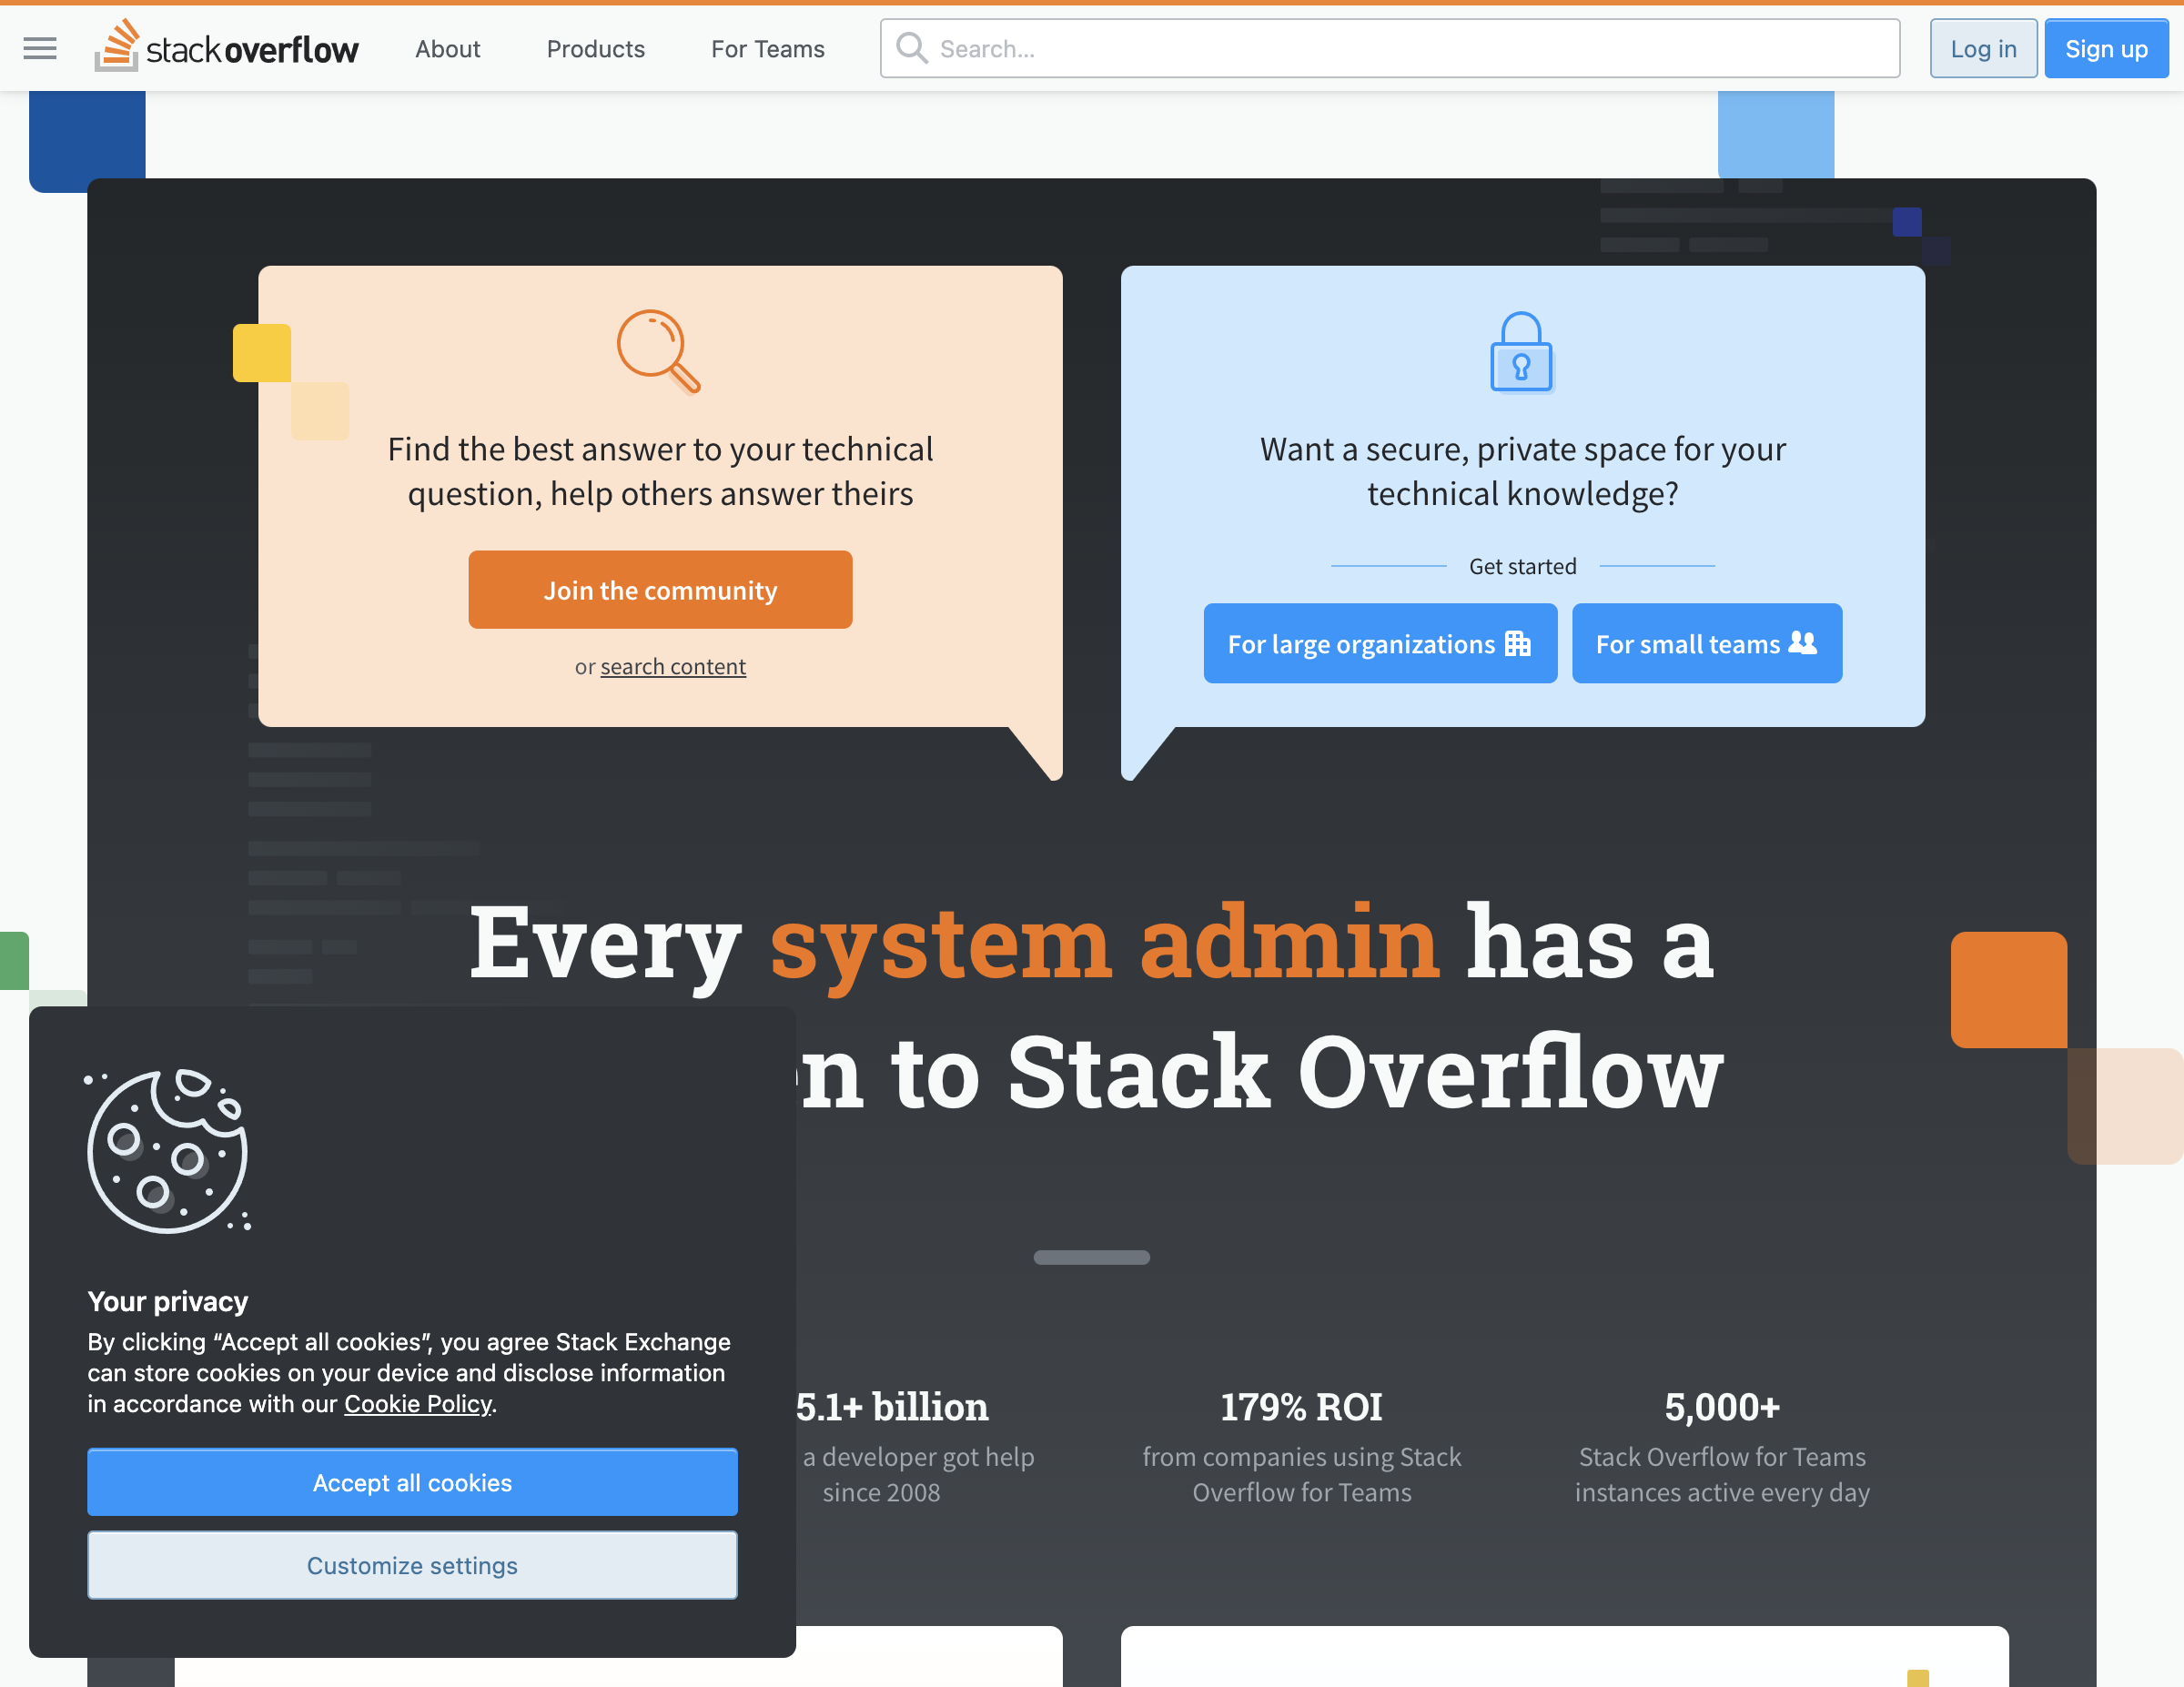 stackoverflow About Products For Teams Search... Log in Sign up
Find the best answer to your technical
question, help others answer theirs
Join the community
or search content
Want a secure, private space for your
technical knowledge?
Get started
For large organizations For small teams
Every system admin has a
to Stack Overflow
Your privacy
By clicking “Accept all cookies”, you agree Stack Exchange
can store cookies on your device and disclose information
in accordance with our Cookie Policy.
Accept all cookies
Customize settings
5.1+ billion
a developer got help
since 2008
179% ROI
from companies using Stack
Overflow for Teams
5,000+
Stack Overflow for Teams
instances active every day